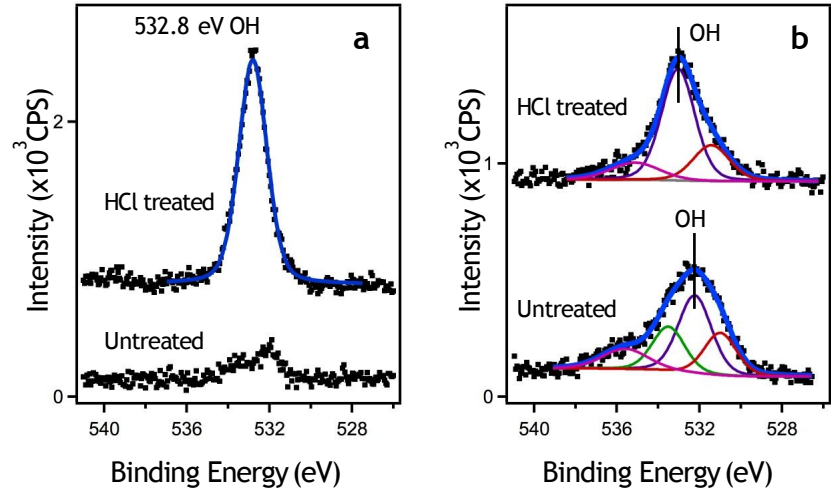 532.8 eV OH
a
2
HCl treated
Untreated
0
540
536
532
528
Intensity (x10³CPS)
Binding Energy (eV)
b
OH
HCl treated
1
OH
Untreated
0
540
536
532
528
Intensity (x10³CPS)
Binding Energy (eV)